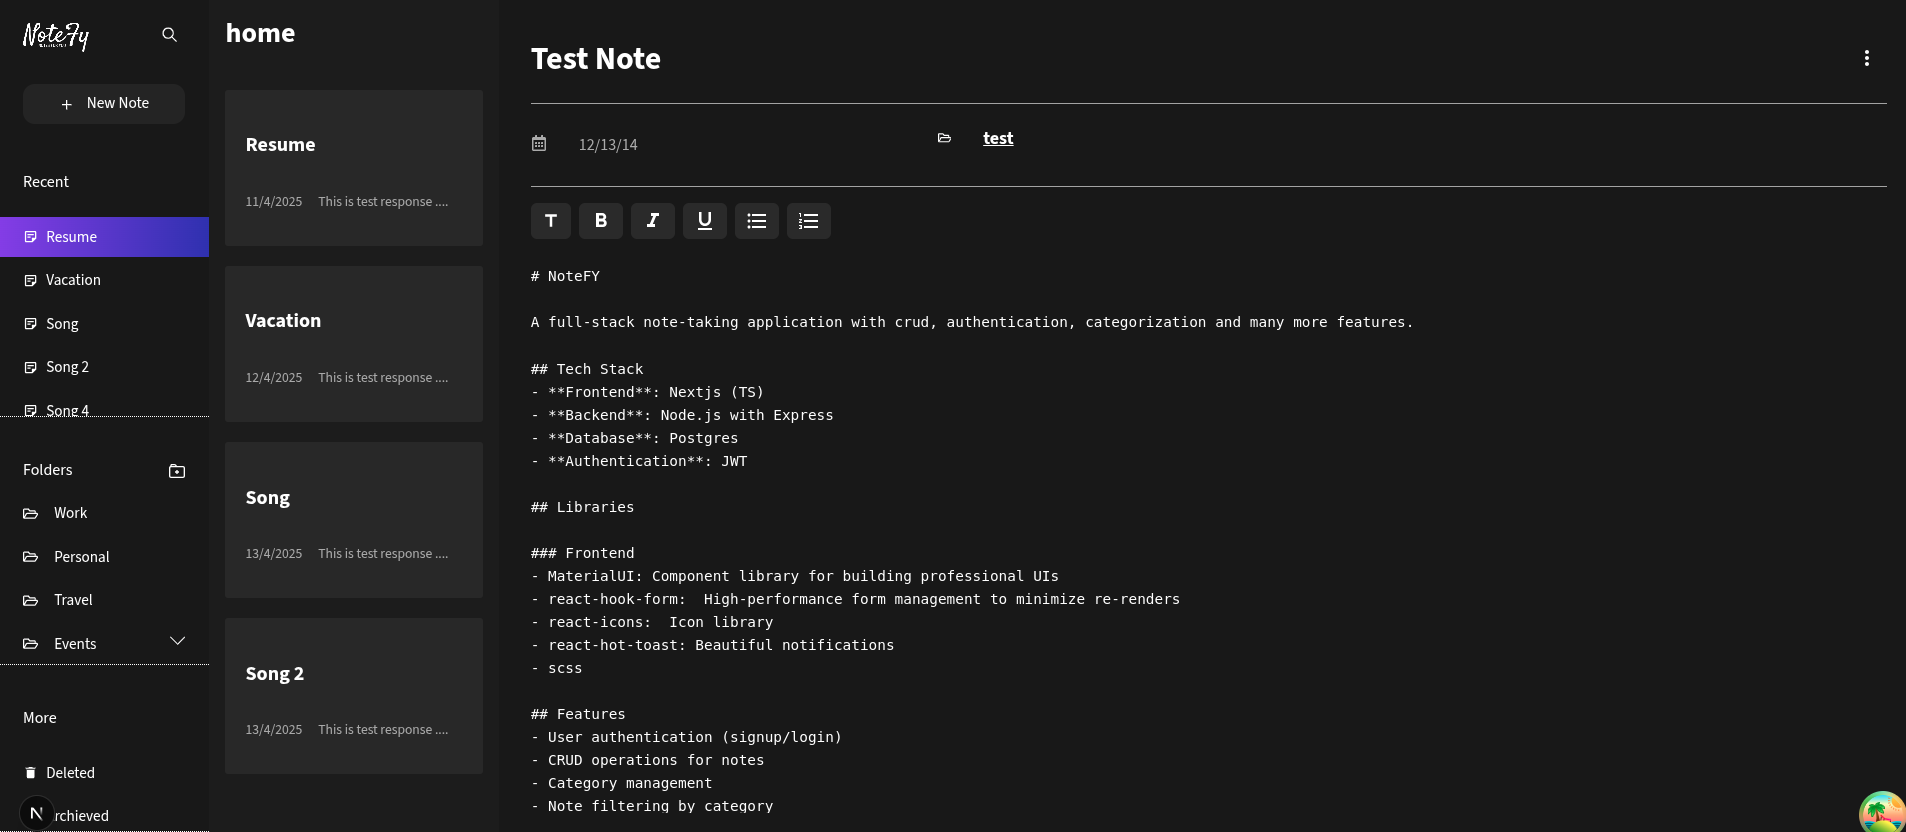 NoteFy
New Note
Recent
Resume
Vacation
Song
Song 2
Song 4
Folders
Work
Personal
Travel
Events
More
Deleted
N
rchieved
home
Resume
11/4/2025 This is test response ....
Vacation
12/4/2025 This is test response ....
Song
13/4/2025 This is test response ....
Song 2
13/4/2025 This is test response ....
Test Note
12/13/14
test
T B I U
# NoteFY
A full-stack note-taking application with crud, authentication, categorization and many more features.
## Tech Stack
- **Frontend**: Nextjs (TS)
- **Backend**: Node.js with Express
- **Database**: Postgres
- **Authentication**: JWT
## Libraries
### Frontend
- MaterialUI: Component library for building professional UIs
- react-hook-form:  High-performance form management to minimize re-renders
- react-icons:  Icon library
- react-hot-toast: Beautiful notifications
- scss
## Features
- User authentication (signup/login)
- CRUD operations for notes
- Category management
- Note filtering by category